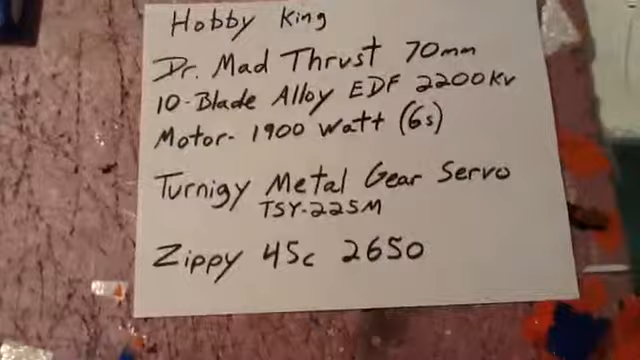 Hobby King
Dr. Mad Thrust 70mm
10-Blade Alloy EDF 2200Kv
Motor- 1900 watt (6s)
Turnigy Metal Gear Servo
TSY-225M
Zippy 45c 2650